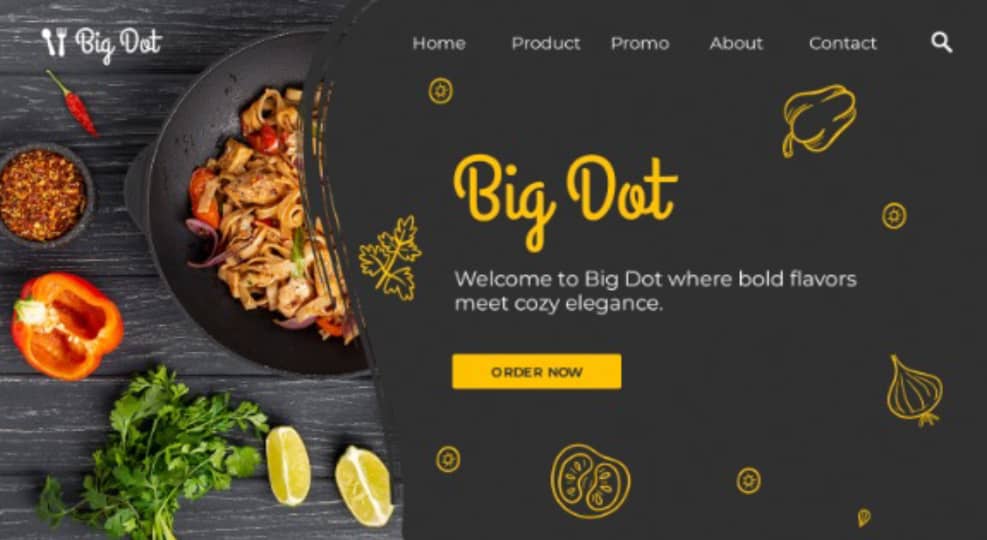 Big Dot
Home Product Promo About Contact
Big Dot
Welcome to Big Dot where bold flavors
meet cozy elegance.
ORDER NOW